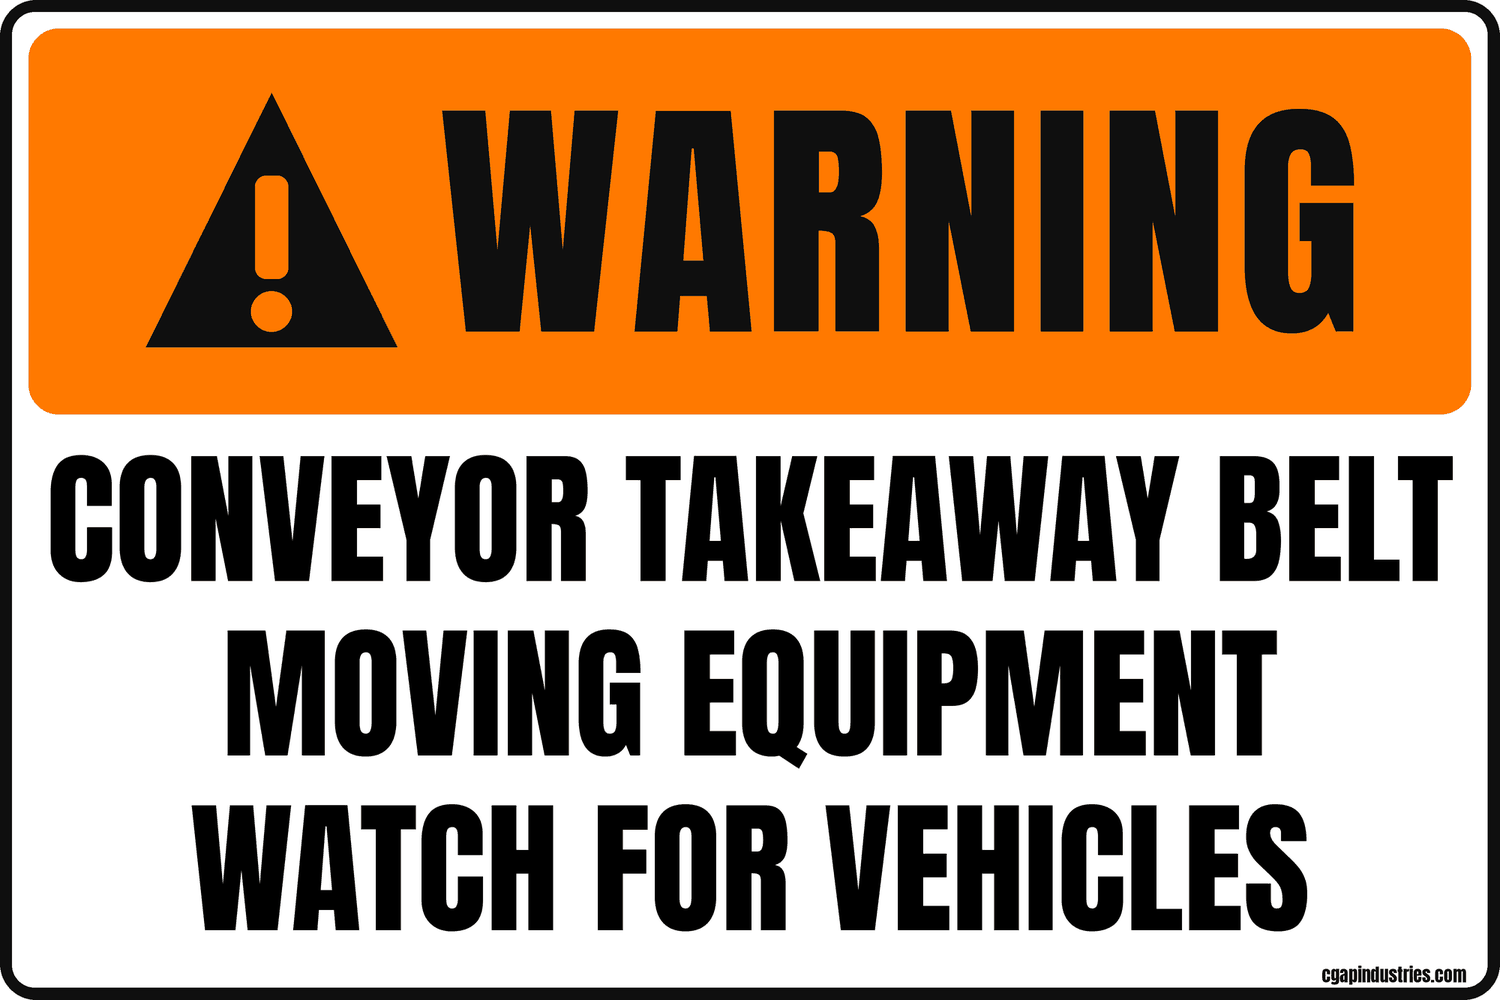 WARNING
CONVEYOR TAKEAWAY BELT
MOVING EQUIPMENT
WATCH FOR VEHICLES
cgapindustries.com